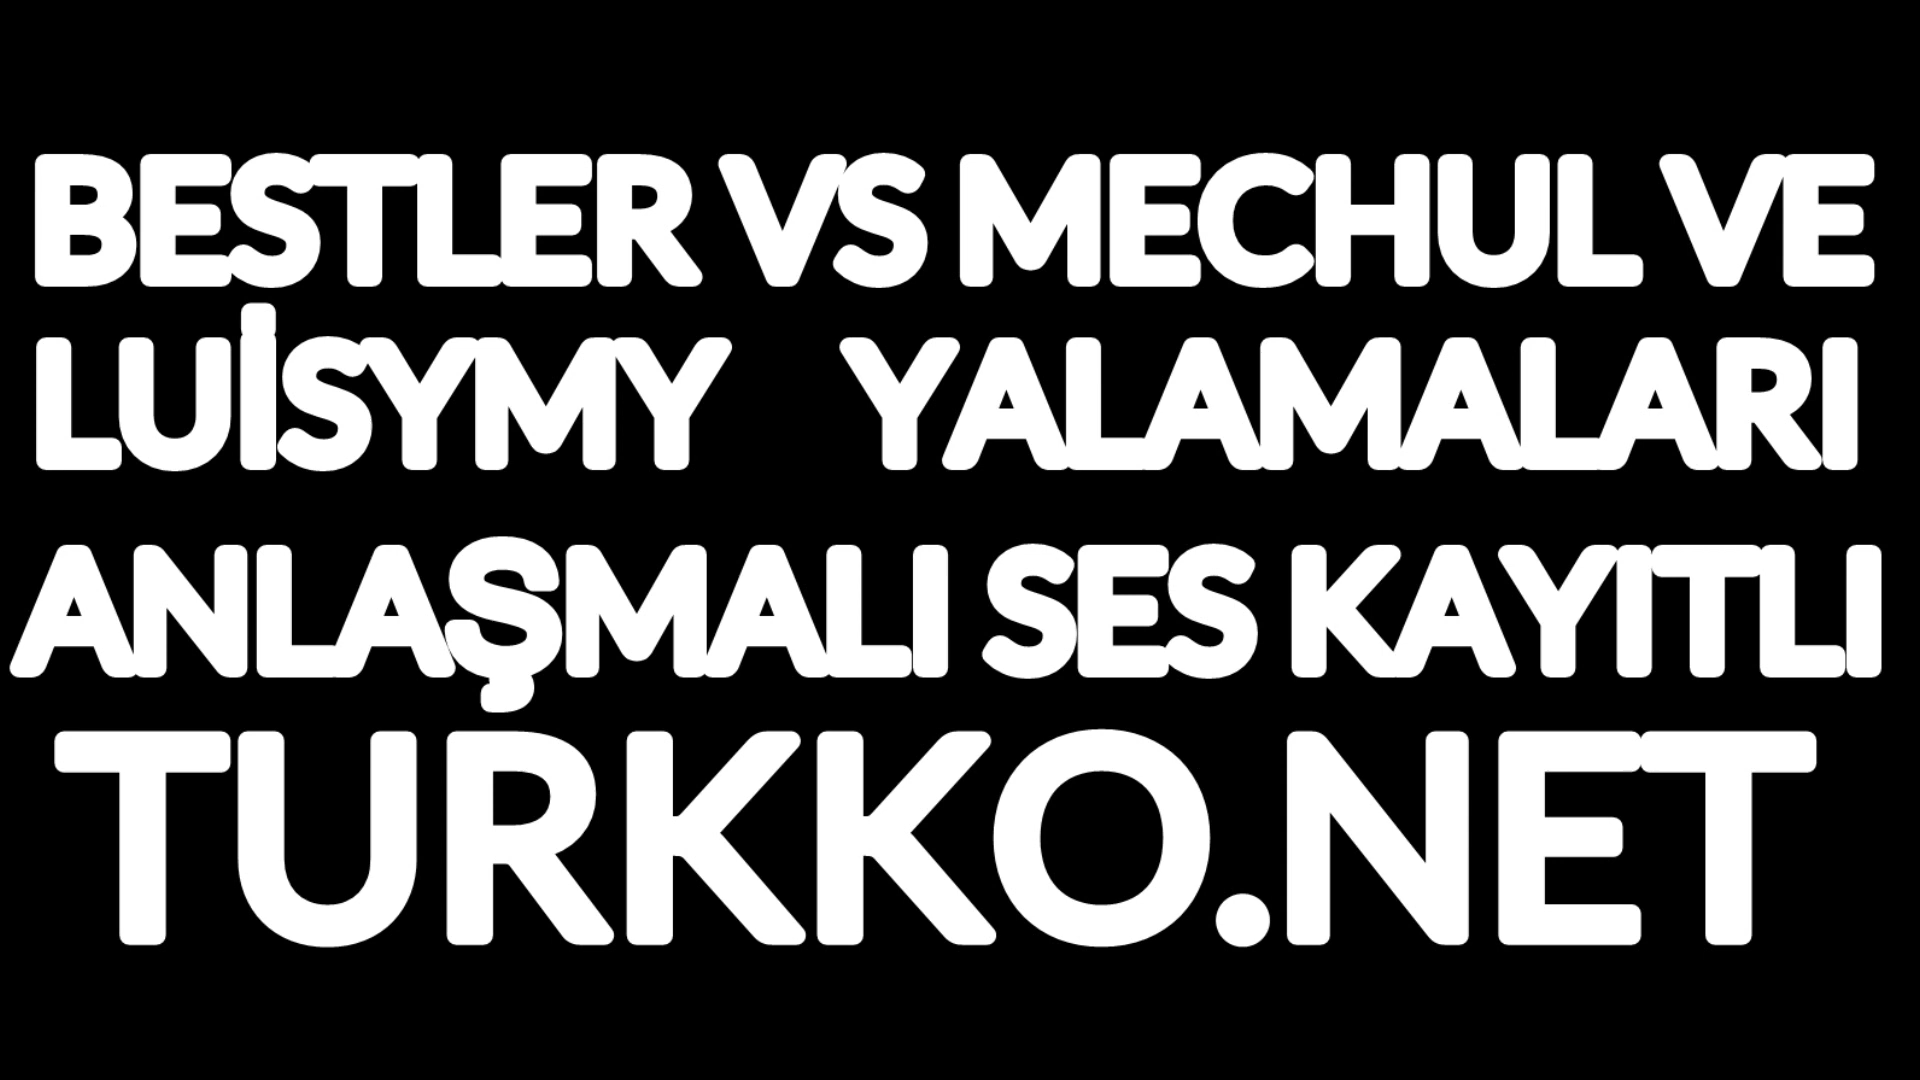 BESTLER VS MECHUL VE
LUİSYMY YALAMALARI
ANLAŞMALI SES KAYITLI
TURKKO.NET